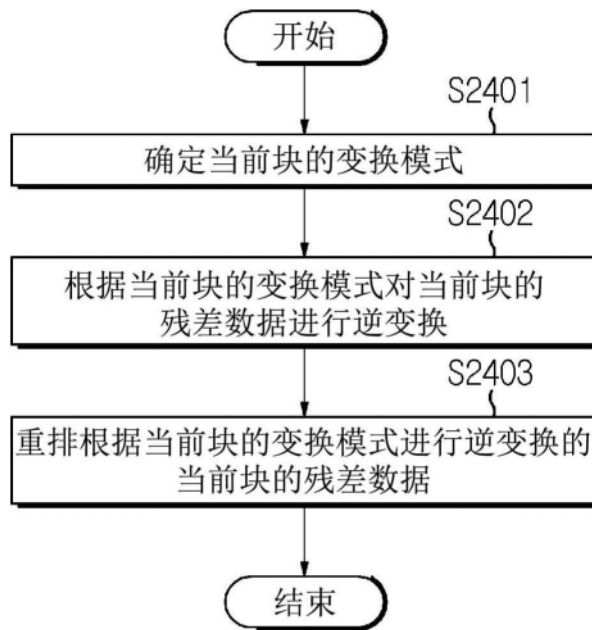 开始
S2401
确定当前块的变换模式
S2402
根据当前块的变换模式对当前块的
残差数据进行逆变换
S2403
重排根据当前块的变换模式进行逆变换的
当前块的残差数据
结束